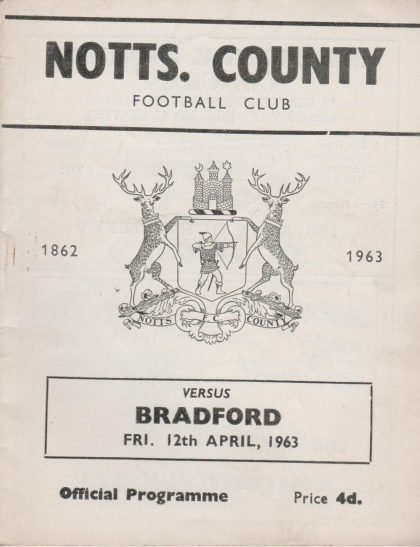 NOTTS. COUNTY
FOOTBALL CLUB
1862
1963
NOTTS F.C. COUNTY
VERSUS
BRADFORD
FRI. 12th APRIL, 1963
Official Programme Price 4d.